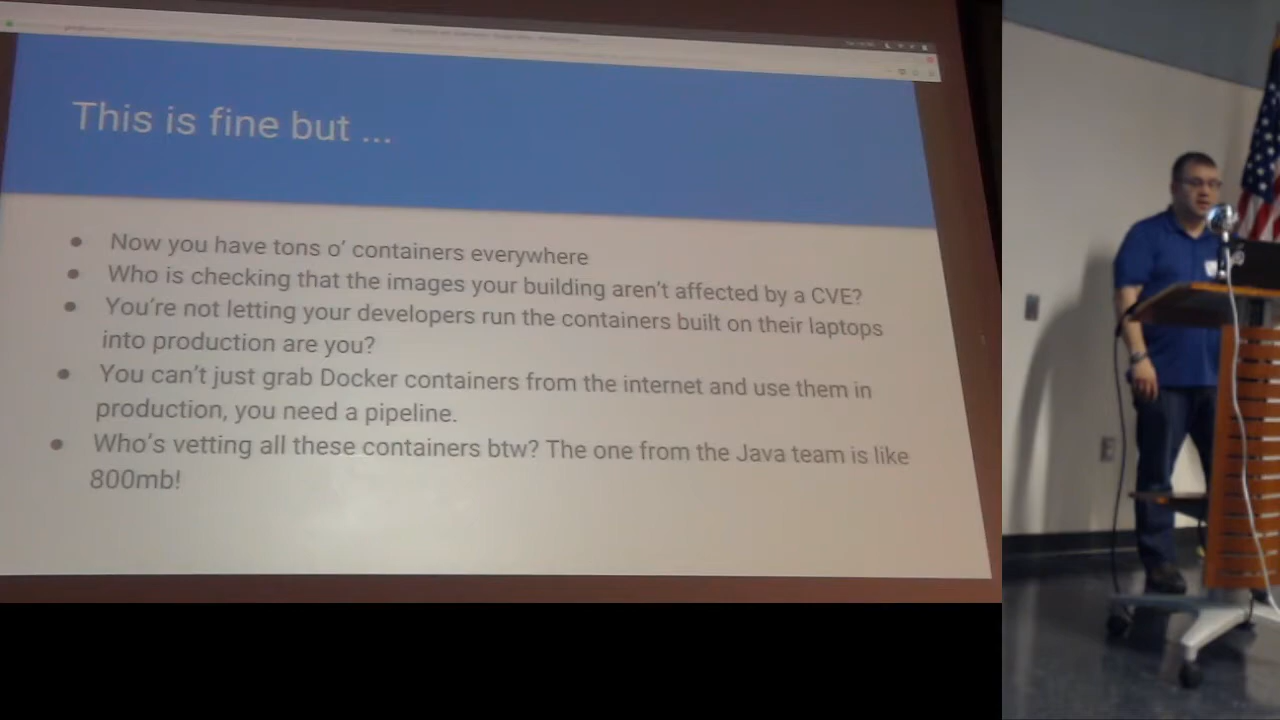 This is fine but ...
● Now you have tons o' containers everywhere
● Who is checking that the images your building aren't affected by a CVE?
● You're not letting your developers run the containers built on their laptops
into production are you?
● You can't just grab Docker containers from the internet and use them in
production, you need a pipeline.
● Who's vetting all these containers btw? The one from the Java team is like
800mb!